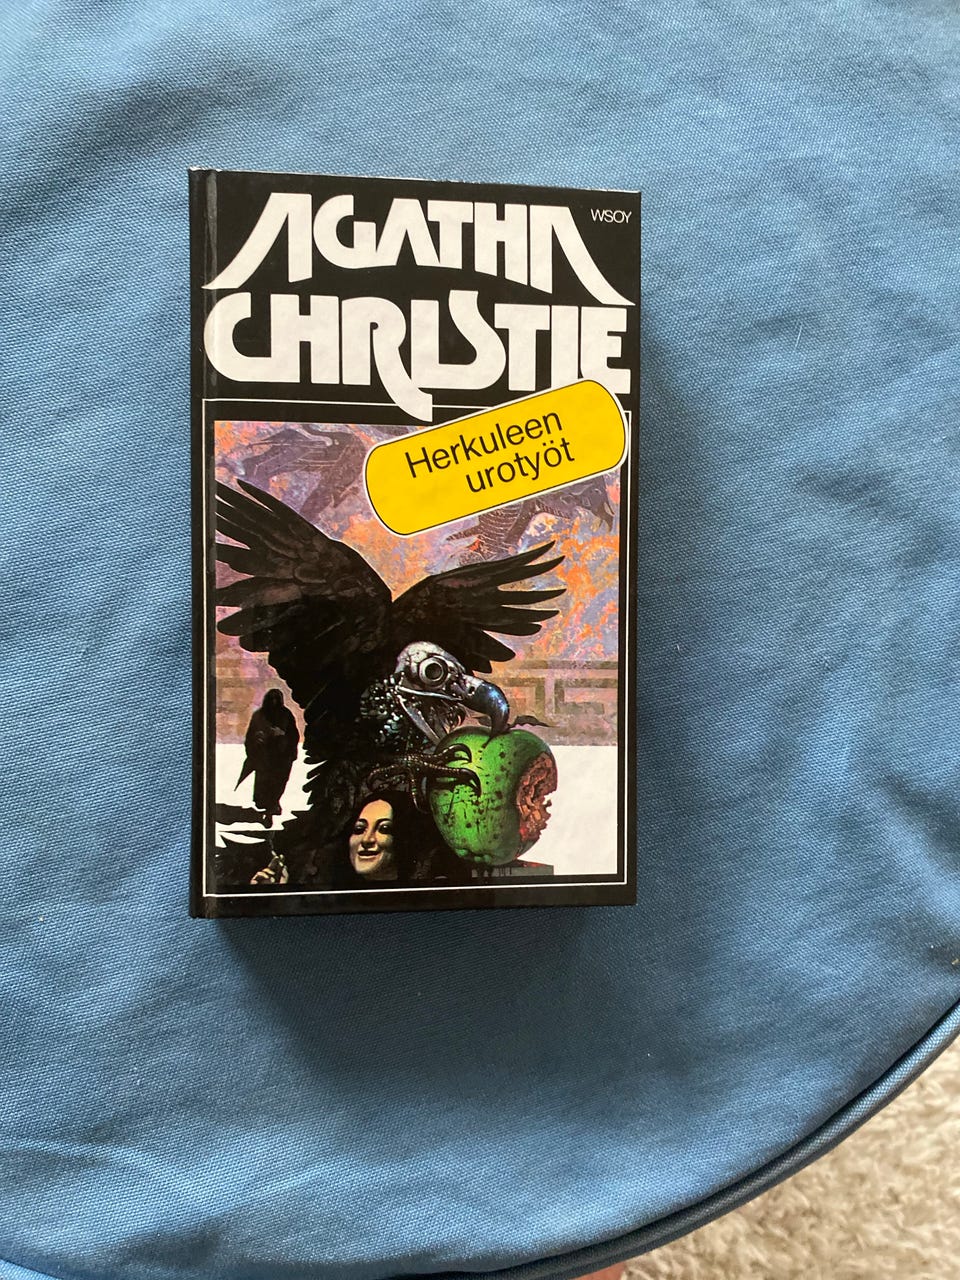 WSOY
AGATHA
CHRISTIE
Herkuleen
urotyöt